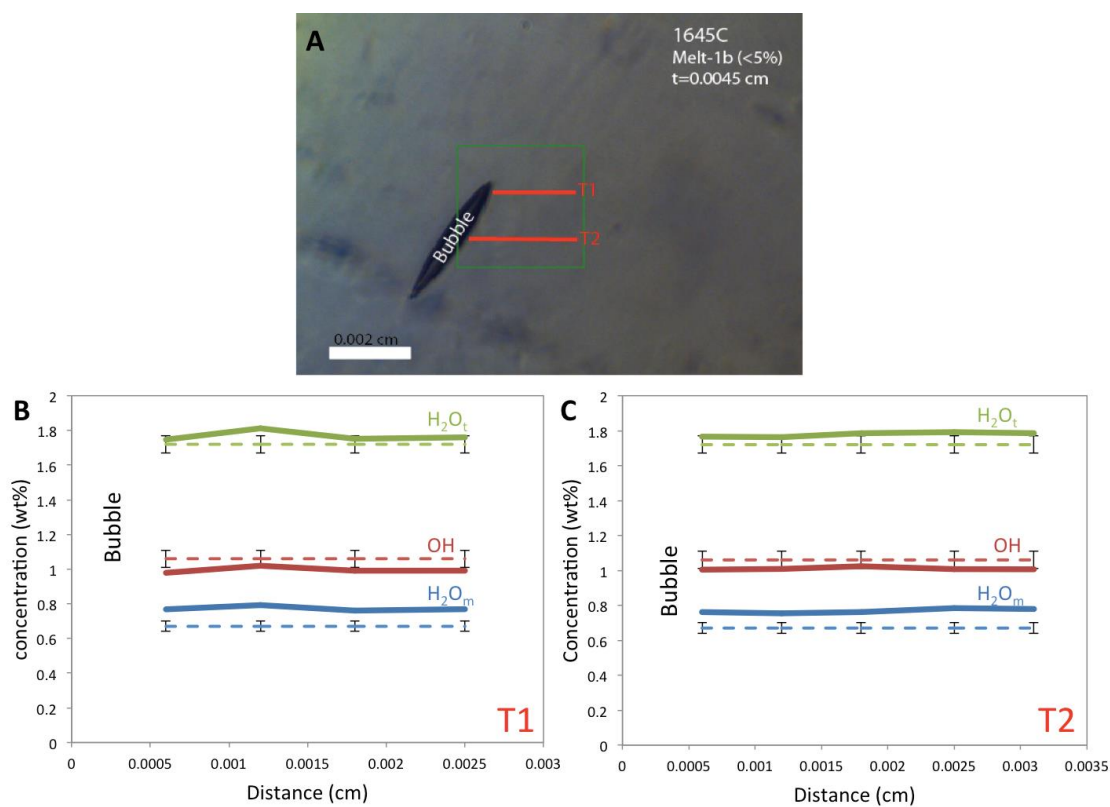 A
1645C
Melt-1b (<5%)
t=0.0045 cm
T1
T2
Bubble
0.002 cm
B
2
1.8
1.6
1.4
1.2
1
0.8
0.6
0.4
0.2
0
concentration (wt%)
Bubble
H₂Oₜ
OH
H₂Oₘ
T1
0 0.0005 0.001 0.0015 0.002 0.0025 0.003
Distance (cm)
C
2
1.8
1.6
1.4
1.2
1
0.8
0.6
0.4
0.2
0
Concentration (wt%)
Bubble
H₂Oₜ
OH
H₂Oₘ
T2
0 0.0005 0.001 0.0015 0.002 0.0025 0.003 0.0035
Distance (cm)